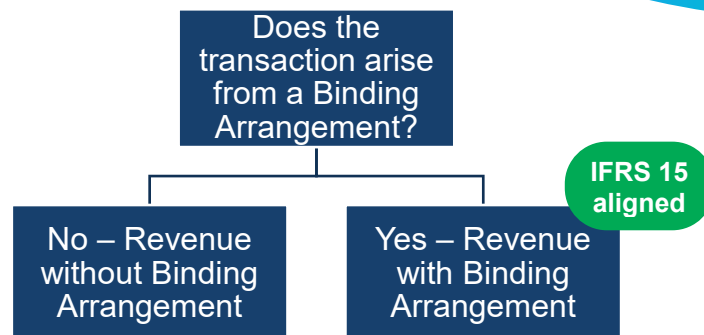 Does the
transaction arise
from a Binding
Arrangement?
IFRS 15
aligned
No – Revenue
without Binding
Arrangement
Yes – Revenue
with Binding
Arrangement